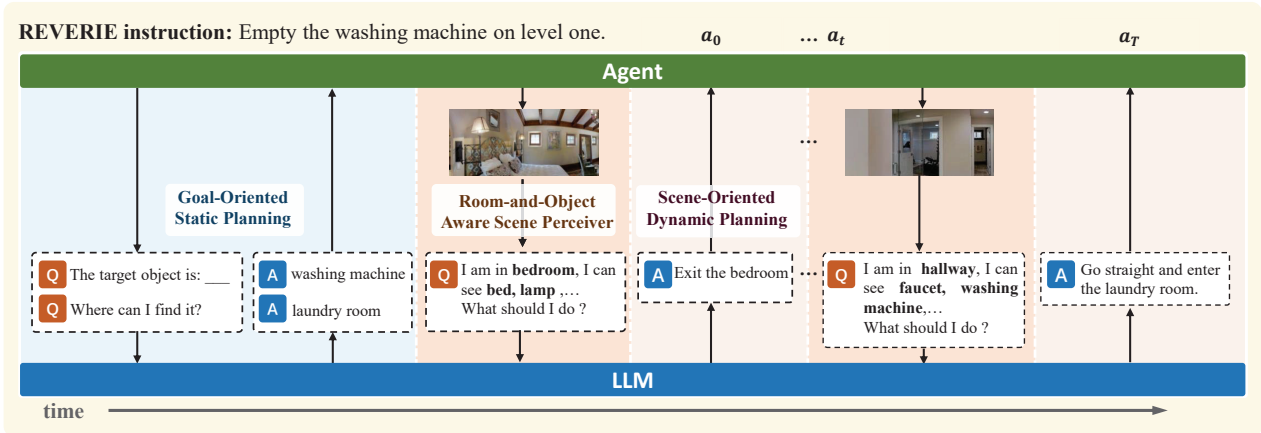 REVERIE instruction: Empty the washing machine on level one.
a0 ... at aT
Agent
Goal-Oriented
Static Planning
Room-and-Object
Aware Scene Perceiver
Scene-Oriented
Dynamic Planning
...
Q The target object is: ___
Q Where can I find it?
A washing machine
A laundry room
Q I am in bedroom, I can
see bed, lamp ,…
What should I do ?
A Exit the bedroom
...
Q I am in hallway, I can
see faucet, washing
machine,…
What should I do ?
A Go straight and enter
the laundry room.
LLM
time